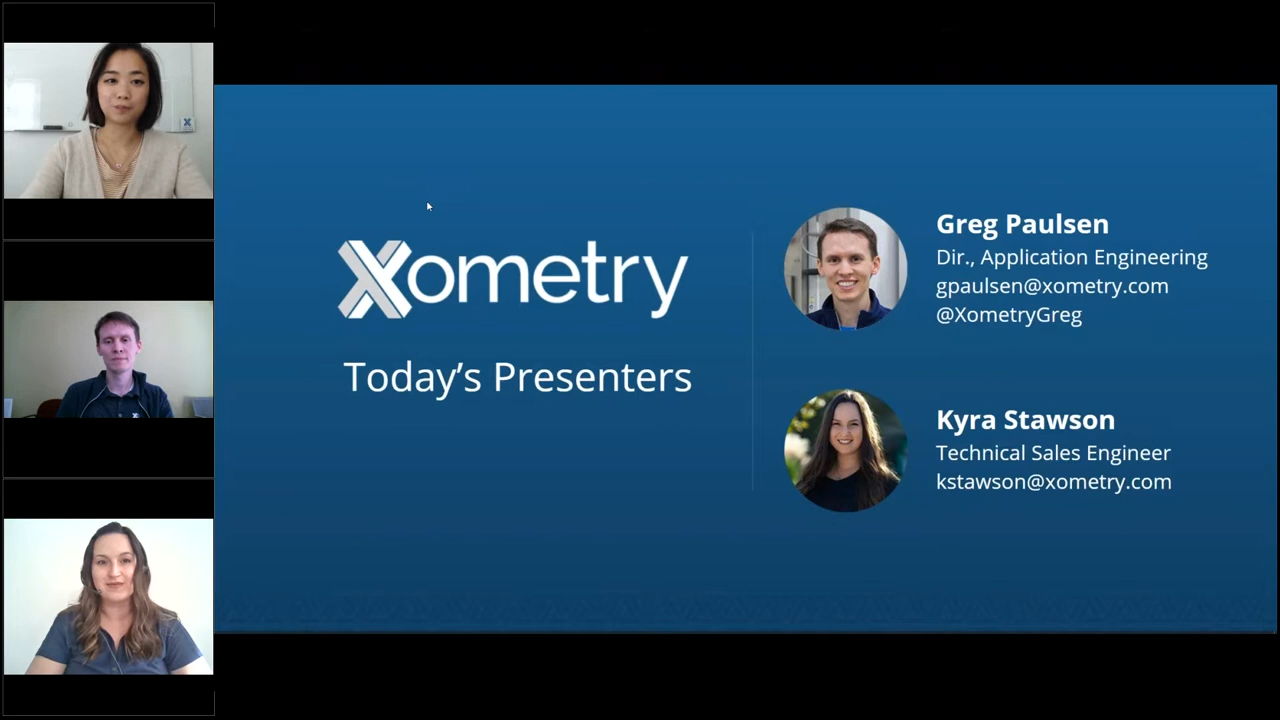 Xometry
Today's Presenters
Greg Paulsen
Dir., Application Engineering
gpaulsen@xometry.com
@XometryGreg
Kyra Stawson
Technical Sales Engineer
kstawson@xometry.com